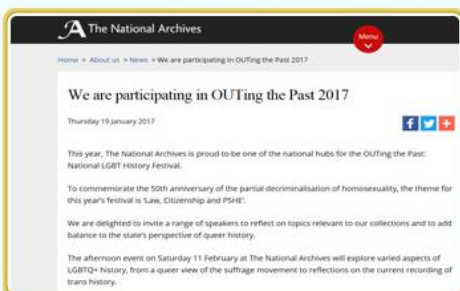 The National Archives
Menu
Home > About us > News > We are participating in OUTing the Past 2017
We are participating in OUTing the Past 2017
Thursday 19 January 2017
This year, The National Archives is proud to be one of the national hubs for the OUTing the Past:
National LGBT History Festival.
To commemorate the 50th anniversary of the partial decriminalisation of homosexuality, the theme for
this year's festival is 'Law, Citizenship and PSHE'.
We are delighted to invite a range of speakers to reflect on topics relevant to our collections and to add
balance to the state's perspective of queer history.
The afternoon event on Saturday 11 February at The National Archives will explore varied aspects of
LGBTQ+ history, from a queer view of the suffrage movement to reflections on the current recording of
trans history.